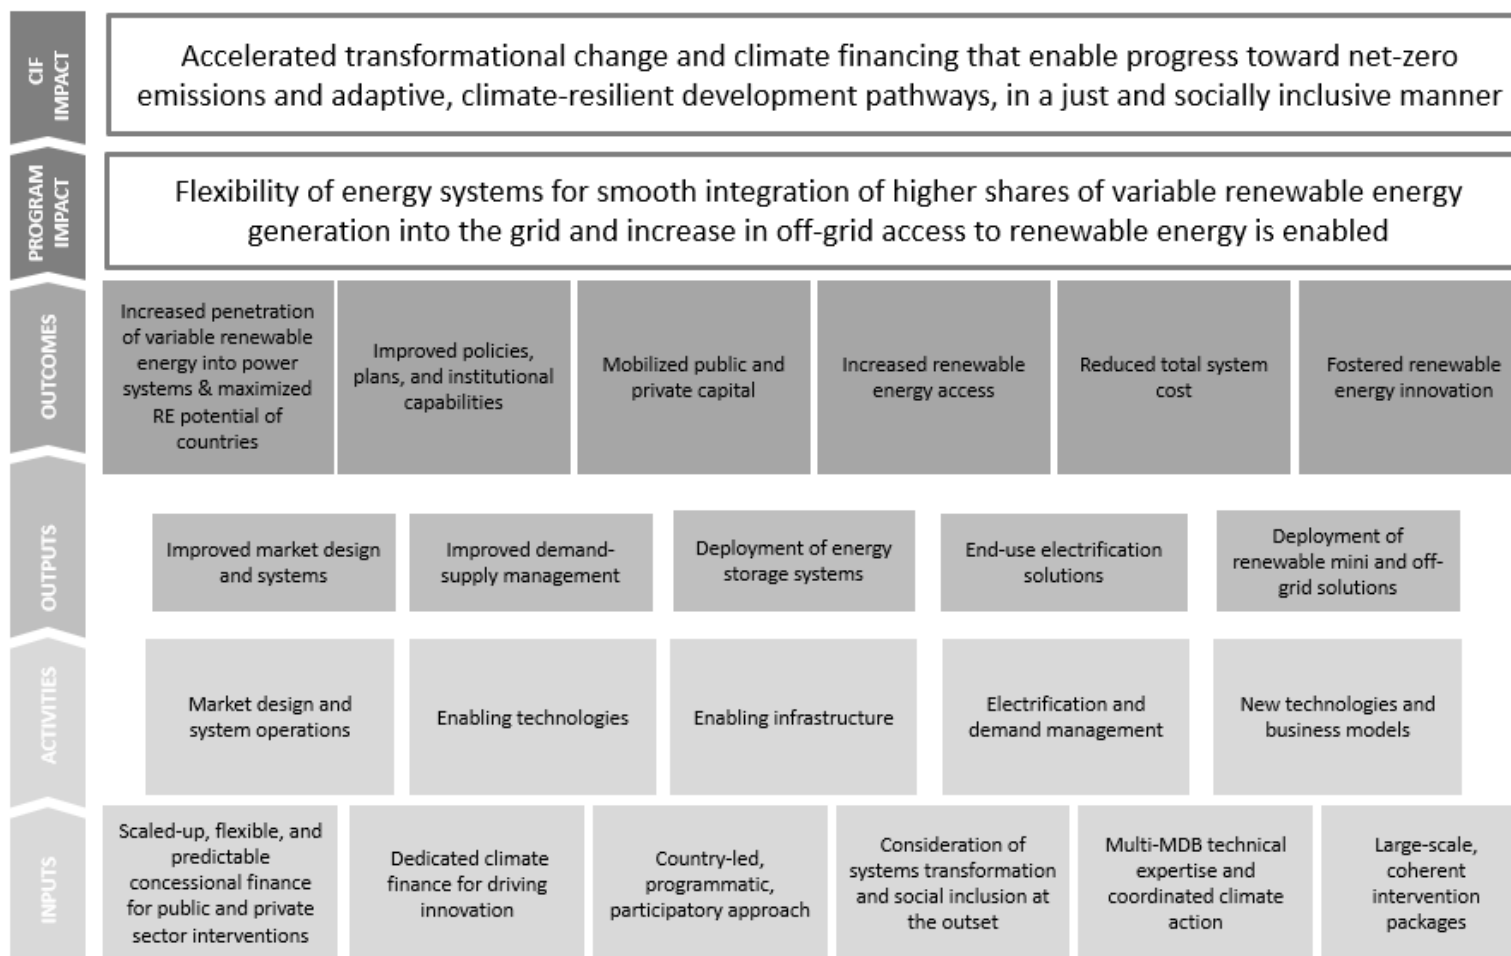 CIF
IMPACT
Accelerated transformational change and climate financing that enable progress toward net-zero
emissions and adaptive, climate-resilient development pathways, in a just and socially inclusive manner
PROGRAM
IMPACT
Flexibility of energy systems for smooth integration of higher shares of variable renewable energy
generation into the grid and increase in off-grid access to renewable energy is enabled
OUTCOMES
Increased penetration
of variable renewable
energy into power
systems & maximized
RE potential of
countries
Improved policies,
plans, and institutional
capabilities
Mobilized public and
private capital
Increased renewable
energy access
Reduced total system
cost
Fostered renewable
energy innovation
OUTPUTS
Improved market design
and systems
Improved demand-
supply management
Deployment of energy
storage systems
End-use electrification
solutions
Deployment of
renewable mini and off-
grid solutions
ACTIVITIES
Market design and
system operations
Enabling technologies
Enabling infrastructure
Electrification and
demand management
New technologies and
business models
INPUTS
Scaled-up, flexible, and
predictable
concessional finance
for public and private
sector interventions
Dedicated climate
finance for driving
innovation
Country-led,
programmatic,
participatory approach
Consideration of
systems transformation
and social inclusion at
the outset
Multi-MDB technical
expertise and
coordinated climate
action
Large-scale,
coherent
intervention
packages